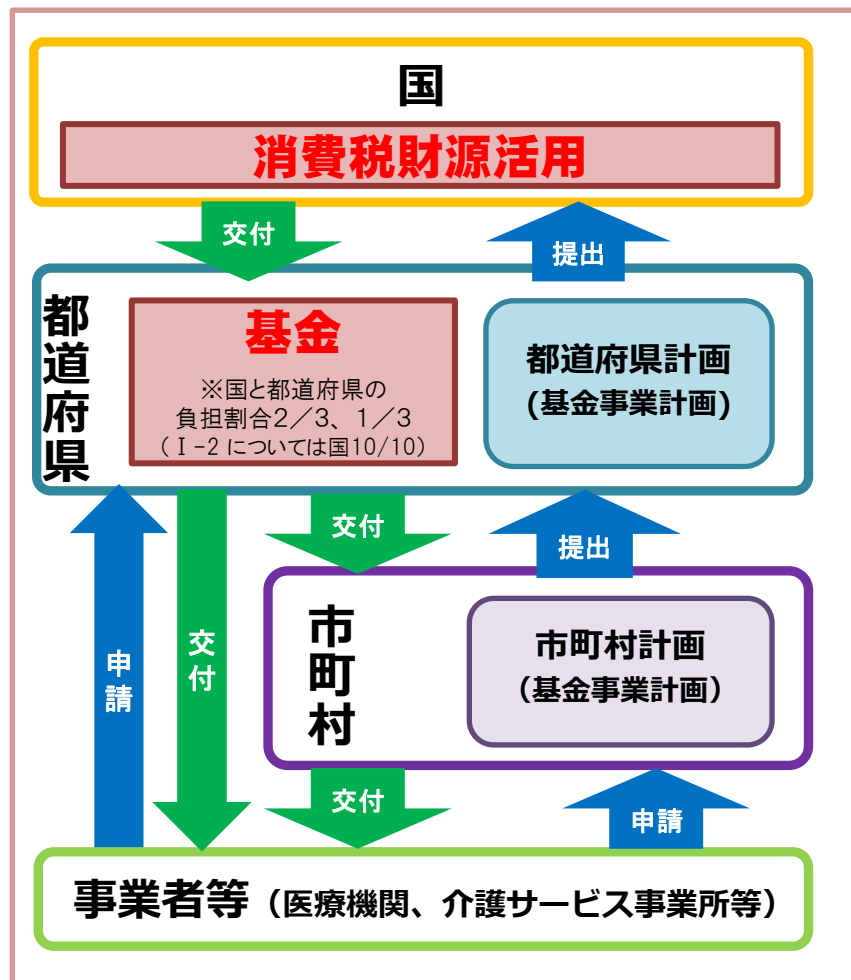 国
消費税財源活用
交付
提出
都道府県
基金
※国と都道府県の
負担割合2/3、1/3
(Ⅰ-2については国10/10)
都道府県計画
(基金事業計画)
交付
提出
申請
交付
市町村
市町村計画
(基金事業計画)
交付
申請
事業者等(医療機関、介護サービス事業所等)